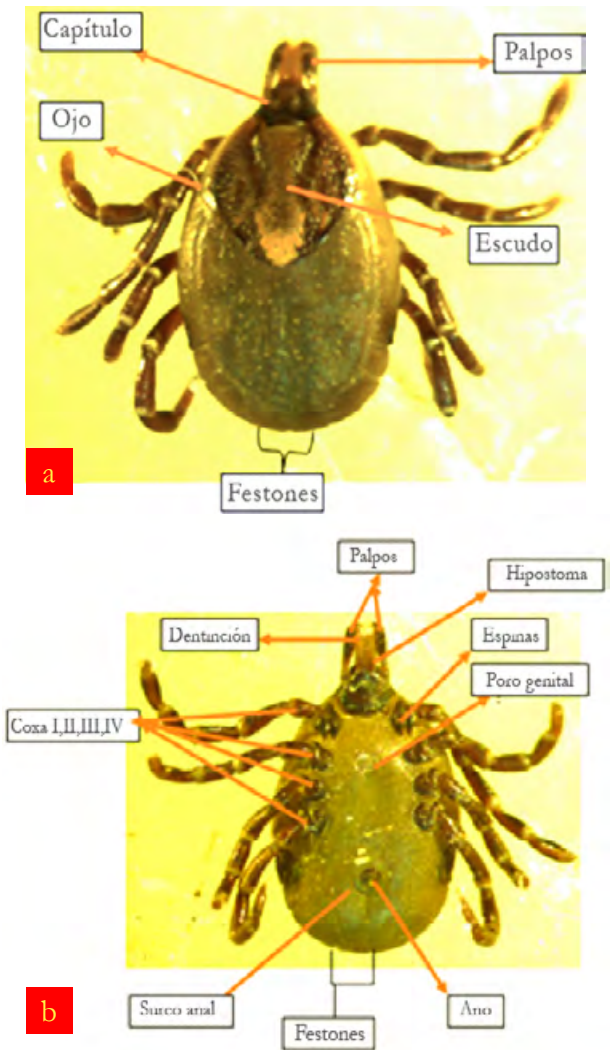 Capítulo
Palpos
Ojo
Escudo
a
Festones
Palpos
Hipostoma
Dentinción
Espinas
Poro genital
Coxa I,II,III,IV
Surco anal
Ano
b
Festones